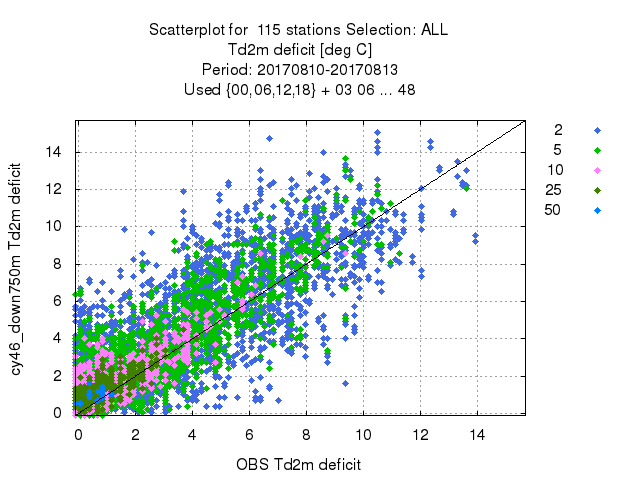 Scatterplot for 115 stations Selection: ALL
Td2m deficit [deg C]
Period: 20170810-20170813
Used {00,06,12,18} + 03 06 ... 48
2
5
10
25
50
14
12
10
8
6
4
2
0
cy46_down750m Td2m deficit
0 2 4 6 8 10 12 14
OBS Td2m deficit